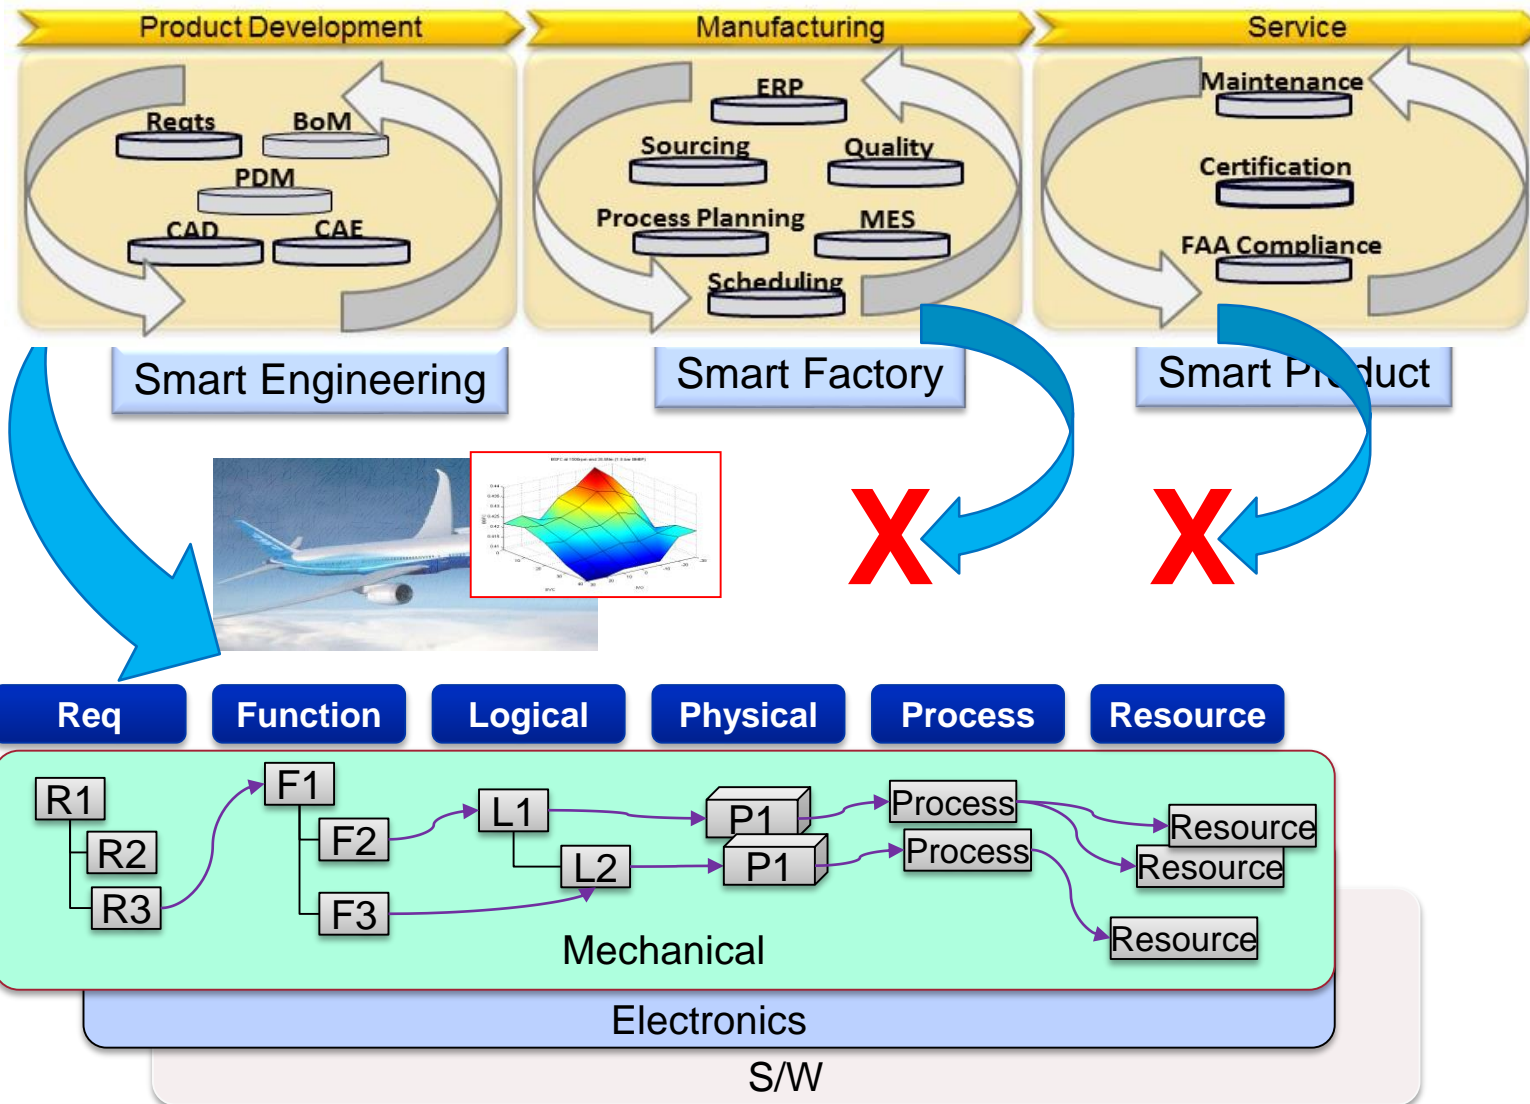 Product Development
Manufacturing
Service
Reqts
BoM
PDM
CAD
CAE
ERP
Sourcing
Quality
Process Planning
MES
Scheduling
Maintenance
Certification
FAA Compliance
Smart Engineering
Smart Factory
Smart Product
X
X
Req
Function
Logical
Physical
Process
Resource
R1
R2
R3
F1
F2
F3
L1
L2
P1
P1
Process
Process
Resource
Resource
Resource
Mechanical
Electronics
S/W